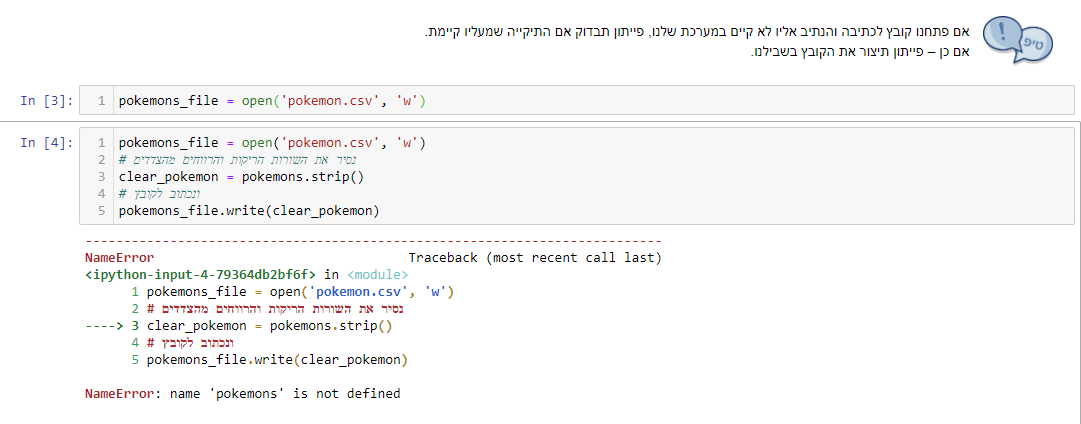 אם פתחנו קובץ לכתיבה והנתיב אליו לא קיים במערכת שלנו, פייתון תבדוק אם התיקייה שמעליו קיימת.
אם כן – פייתון תיצור את הקובץ בשבילנו.
!
טיפ
In [3]: 1 pokemons_file = open('pokemon.csv', 'w')
In [4]: 1 pokemons_file = open('pokemon.csv', 'w')
2 # נסיר את השורות הריקות והרווחים מהצדדים
3 clear_pokemon = pokemons.strip()
4 # ונכתוב לקובץ
5 pokemons_file.write(clear_pokemon)
---------------------------------------------------------------------------
NameError Traceback (most recent call last)
<ipython-input-4-79364db2bf6f> in <module>
1 pokemons_file = open('pokemon.csv', 'w')
2 # נסיר את השורות הריקות והרווחים מהצדדים
----> 3 clear_pokemon = pokemons.strip()
4 # ונכתוב לקובץ
5 pokemons_file.write(clear_pokemon)
NameError: name 'pokemons' is not defined